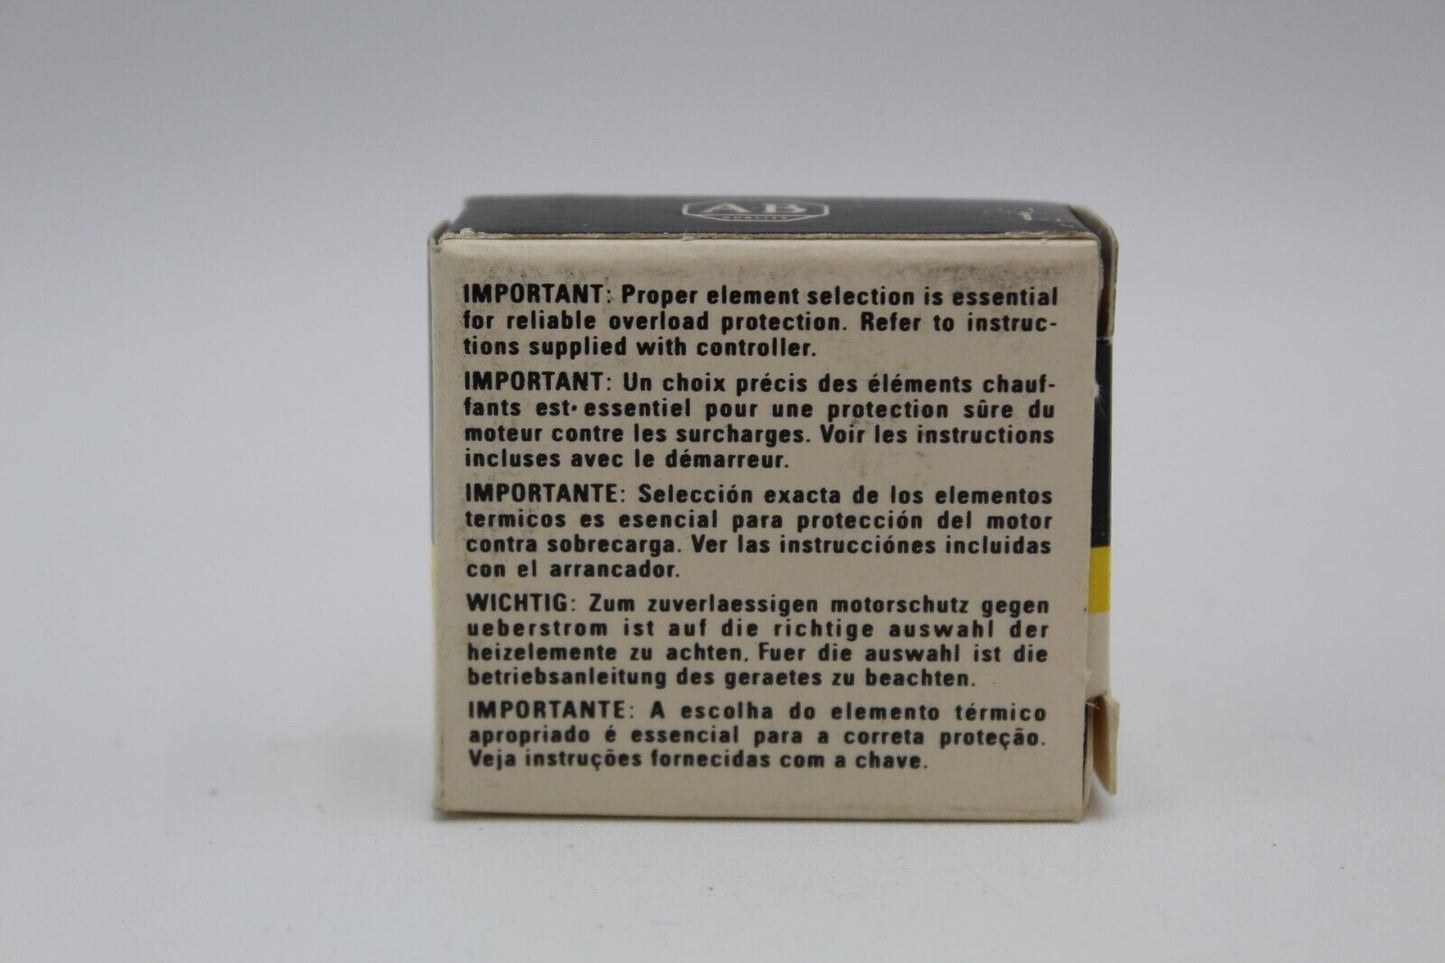 AB
QUALITY
IMPORTANT: Proper element selection is essential
for reliable overload protection. Refer to instruc-
tions supplied with controller.
IMPORTANT: Un choix précis des éléments chauf-
fants est essentiel pour une protection sûre du
moteur contre les surcharges. Voir les instructions
incluses avec le démarreur.
IMPORTANTE: Selección exacta de los elementos
termicos es esencial para protección del motor
contra sobrecarga. Ver las instrucciónes incluidas
con el arrancador.
WICHTIG: Zum zuverlaessigen motorschutz gegen
ueberstrom ist auf die richtige auswahl der
heizelemente zu achten. Fuer die auswahl ist die
betriebsanleitung des geraetes zu beachten.
IMPORTANTE: A escolha do elemento térmico
apropriado é essencial para a correta proteção.
Veja instruções fornecidas com a chave.